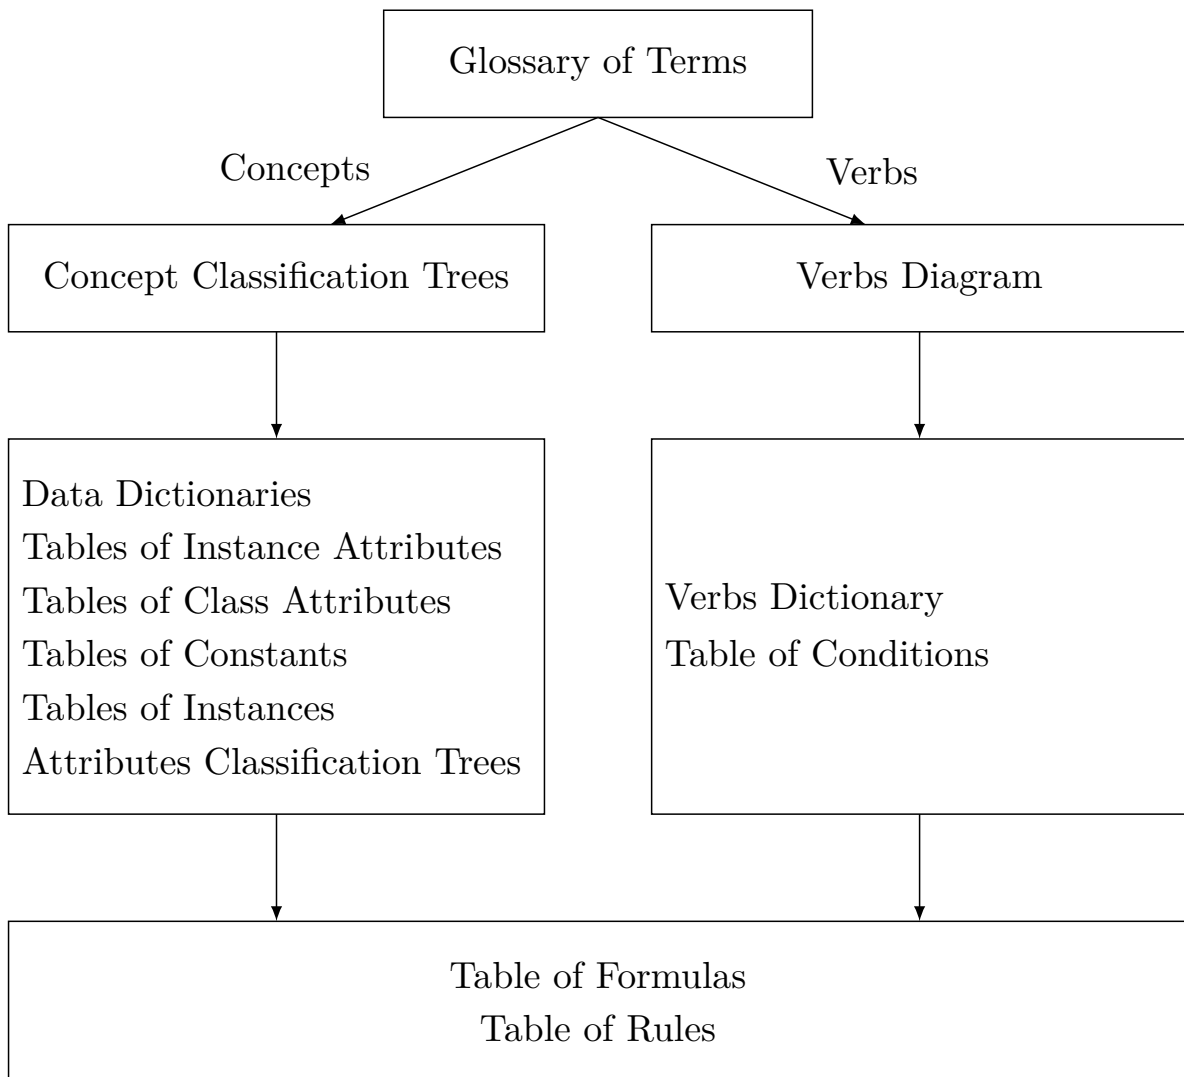 Glossary of Terms
Concepts
Verbs
Concept Classification Trees
Verbs Diagram
Data Dictionaries
Tables of Instance Attributes
Tables of Class Attributes
Tables of Constants
Tables of Instances
Attributes Classification Trees
Verbs Dictionary
Table of Conditions
Table of Formulas
Table of Rules